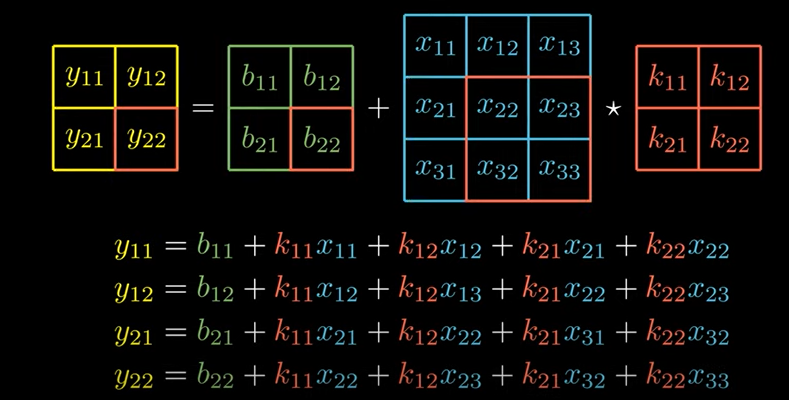 y₁₁ y₁₂ = b₁₁ b₁₂ + x₁₁ x₁₂ x₁₃ ⋆ k₁₁ k₁₂
y₂₁ y₂₂ b₂₁ b₂₂ x₂₁ x₂₂ x₂₃ k₂₁ k₂₂
x₃₁ x₃₂ x₃₃
y₁₁ = b₁₁ + k₁₁x₁₁ + k₁₂x₁₂ + k₂₁x₂₁ + k₂₂x₂₂
y₁₂ = b₁₂ + k₁₁x₁₂ + k₁₂x₁₃ + k₂₁x₂₂ + k₂₂x₂₃
y₂₁ = b₂₁ + k₁₁x₂₁ + k₁₂x₂₂ + k₂₁x₃₁ + k₂₂x₃₂
y₂₂ = b₂₂ + k₁₁x₂₂ + k₁₂x₂₃ + k₂₁x₃₂ + k₂₂x₃₃